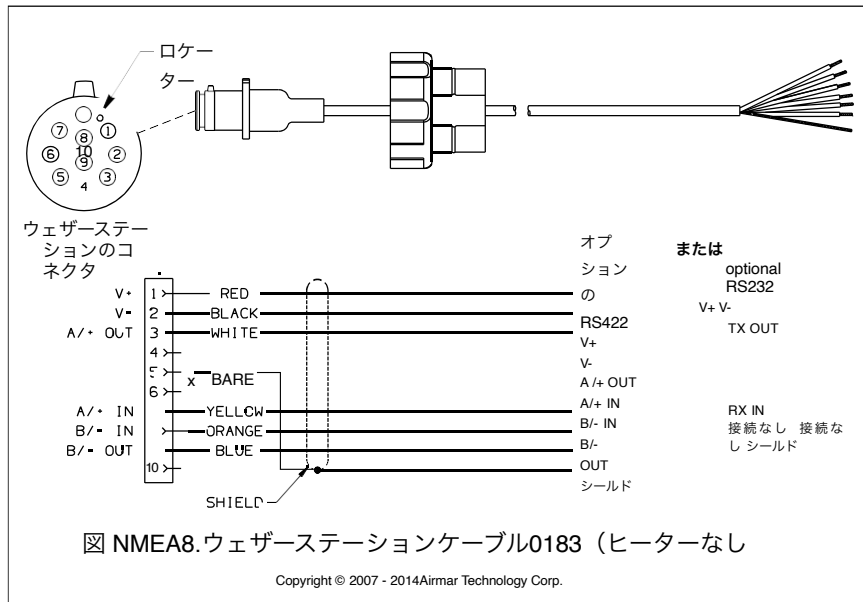 ロケー
ター
7
1
8
6
10
2
9
5
3
4
ウェザーステー
ションのコ
ネクタ
オプ
ション
の
RS422
V+
V-
A /+ OUT
A/+ IN
B/- IN
B/-
OUT
シールド
または
optional
RS232
V+ V-
TX OUT
RX IN
接続なし 接続な
し シールド
V+ 1 RED
V- 2 BLACK
A/+ OUT 3 WHITE
4
5 x BARE
6
A/+ IN YELLOW
B/- IN ORANGE
B/- OUT BLUE
10
SHIELD
図 NMEA8.ウェザーステーションケーブル0183（ヒーターなし
Copyright © 2007 - 2014Airmar Technology Corp.